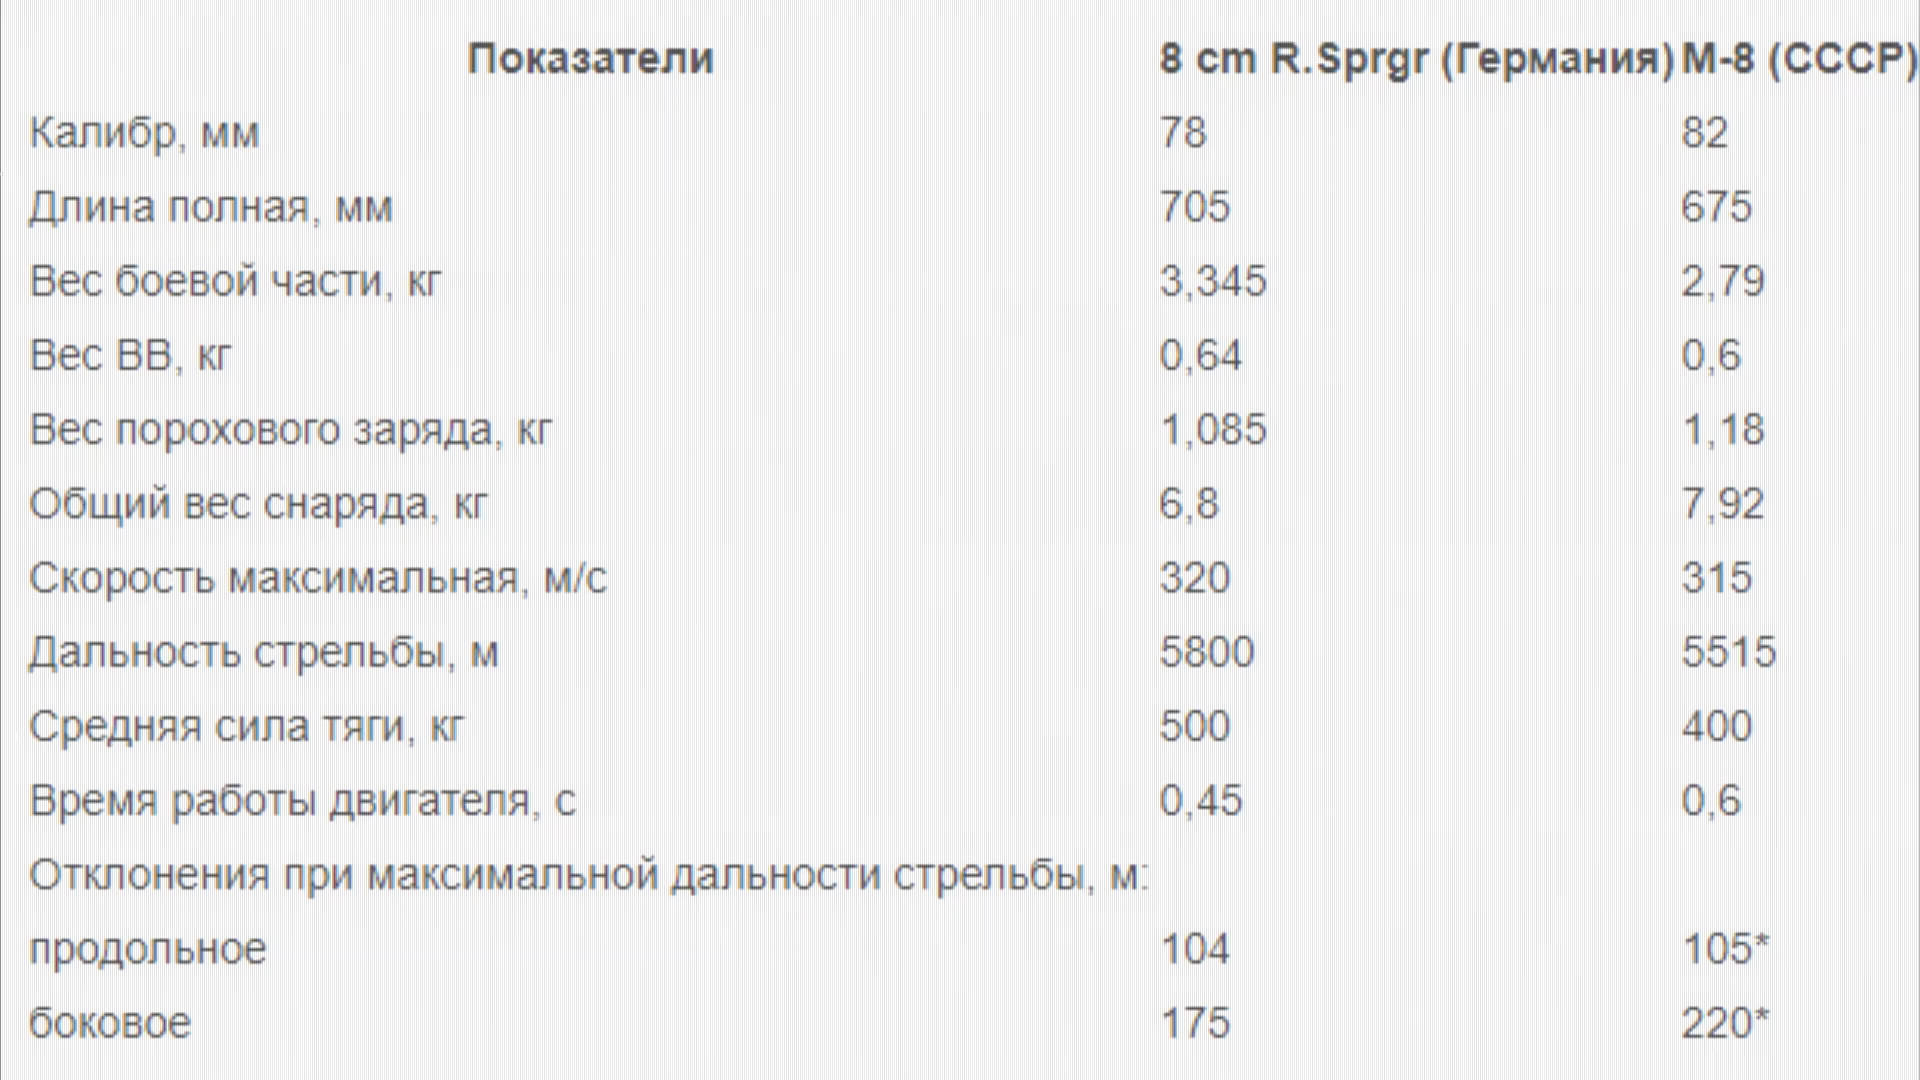 Показатели 8 cm R.Sprgr (Германия) М-8 (СССР)
Калибр, мм 78 82
Длина полная, мм 705 675
Вес боевой части, кг 3,345 2,79
Вес ВВ, кг 0,64 0,6
Вес порохового заряда, кг 1,085 1,18
Общий вес снаряда, кг 6,8 7,92
Скорость максимальная, м/с 320 315
Дальность стрельбы, м 5800 5515
Средняя сила тяги, кг 500 400
Время работы двигателя, с 0,45 0,6
Отклонения при максимальной дальности стрельбы, м:
продольное 104 105*
боковое 175 220*